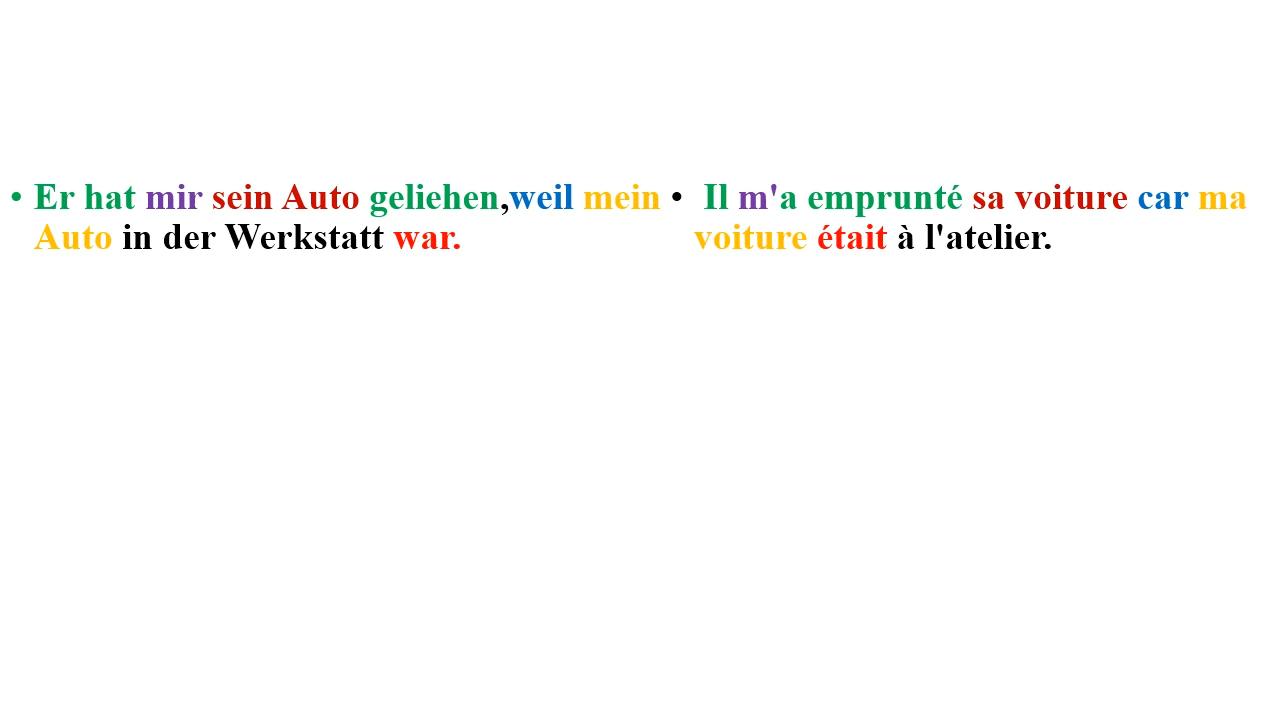 • Er hat mir sein Auto geliehen,weil mein
Auto in der Werkstatt war.
• Il m'a emprunté sa voiture car ma
voiture était à l'atelier.